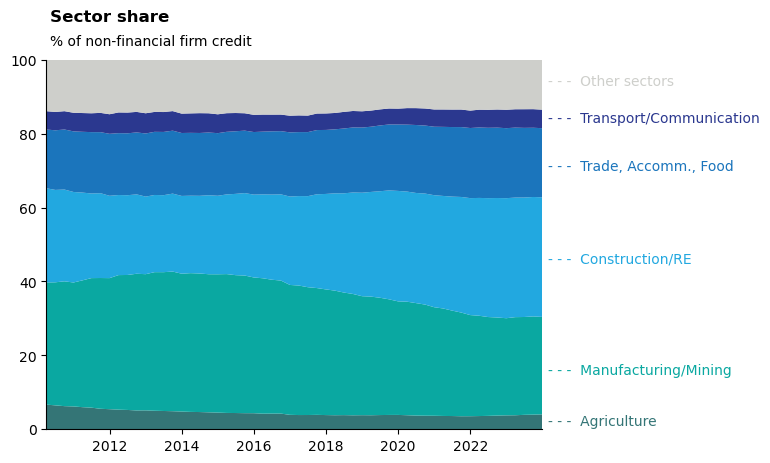 Sector share
% of non-financial firm credit
100
80
60
40
20
0
2012 2014 2016 2018 2020 2022
- - - Other sectors
- - - Transport/Communication
- - - Trade, Accomm., Food
- - - Construction/RE
- - - Manufacturing/Mining
- - - Agriculture